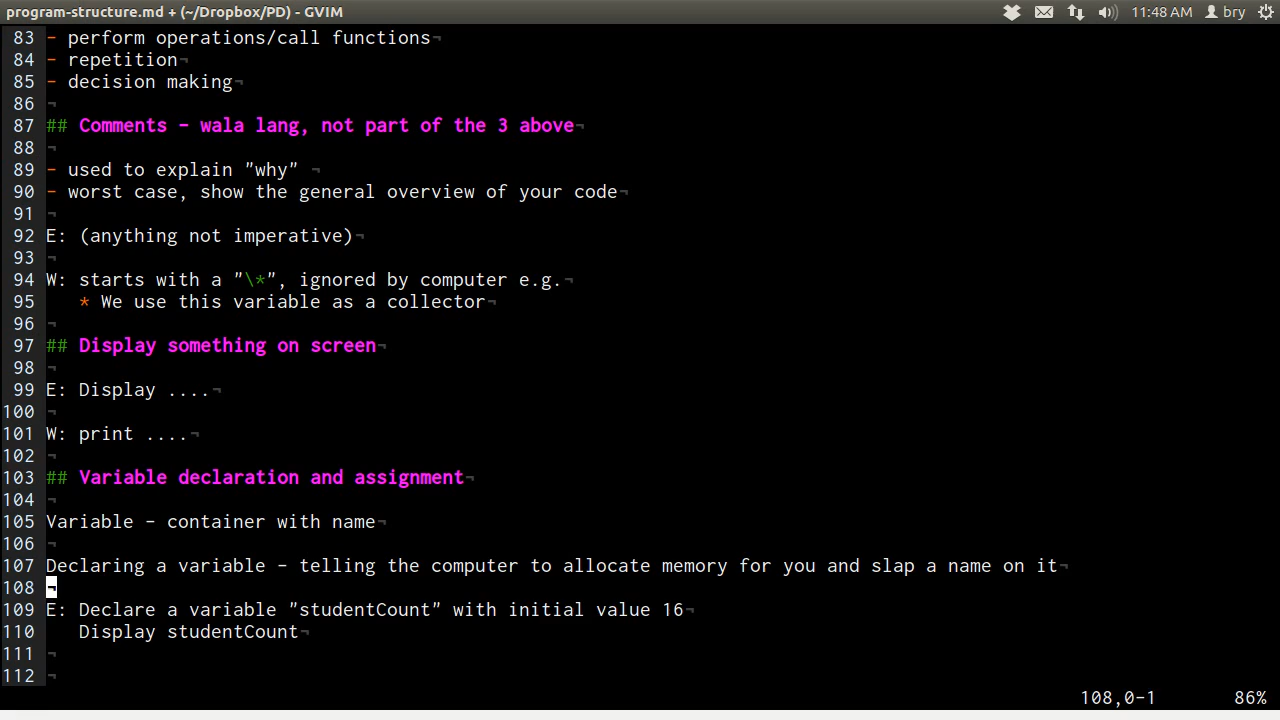 program-structure.md + (~/Dropbox/PD) - GVIM 11:48 AM bry
83 - perform operations/call functions¬
84 - repetition¬
85 - decision making¬
86 ¬
87 ## Comments - wala lang, not part of the 3 above¬
88 ¬
89 - used to explain "why" ¬
90 - worst case, show the general overview of your code¬
91 ¬
92 E: (anything not imperative)¬
93 ¬
94 W: starts with a "\*", ignored by computer e.g.¬
95    * We use this variable as a collector¬
96 ¬
97 ## Display something on screen¬
98 ¬
99 E: Display ....¬
100 ¬
101 W: print ....¬
102 ¬
103 ## Variable declaration and assignment¬
104 ¬
105 Variable - container with name¬
106 ¬
107 Declaring a variable - telling the computer to allocate memory for you and slap a name on it¬
108 ¬
109 E: Declare a variable "studentCount" with initial value 16¬
110    Display studentCount¬
111 ¬
112 ¬
108,0-1 86%